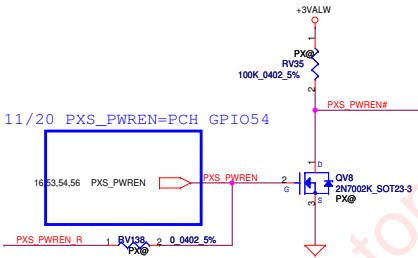 +3VALW
1
PX@
RV35
100K_0402_5%
2
PXS_PWREN#
11/20 PXS_PWREN=PCH GPIO54
16,53,54,56 PXS_PWREN
PXS_PWREN
2
G
1
D
S
3
QV8
2N7002K_SOT23-3
PX@
PXS_PWREN_R
1
RV138
2
0_0402_5%
PX@